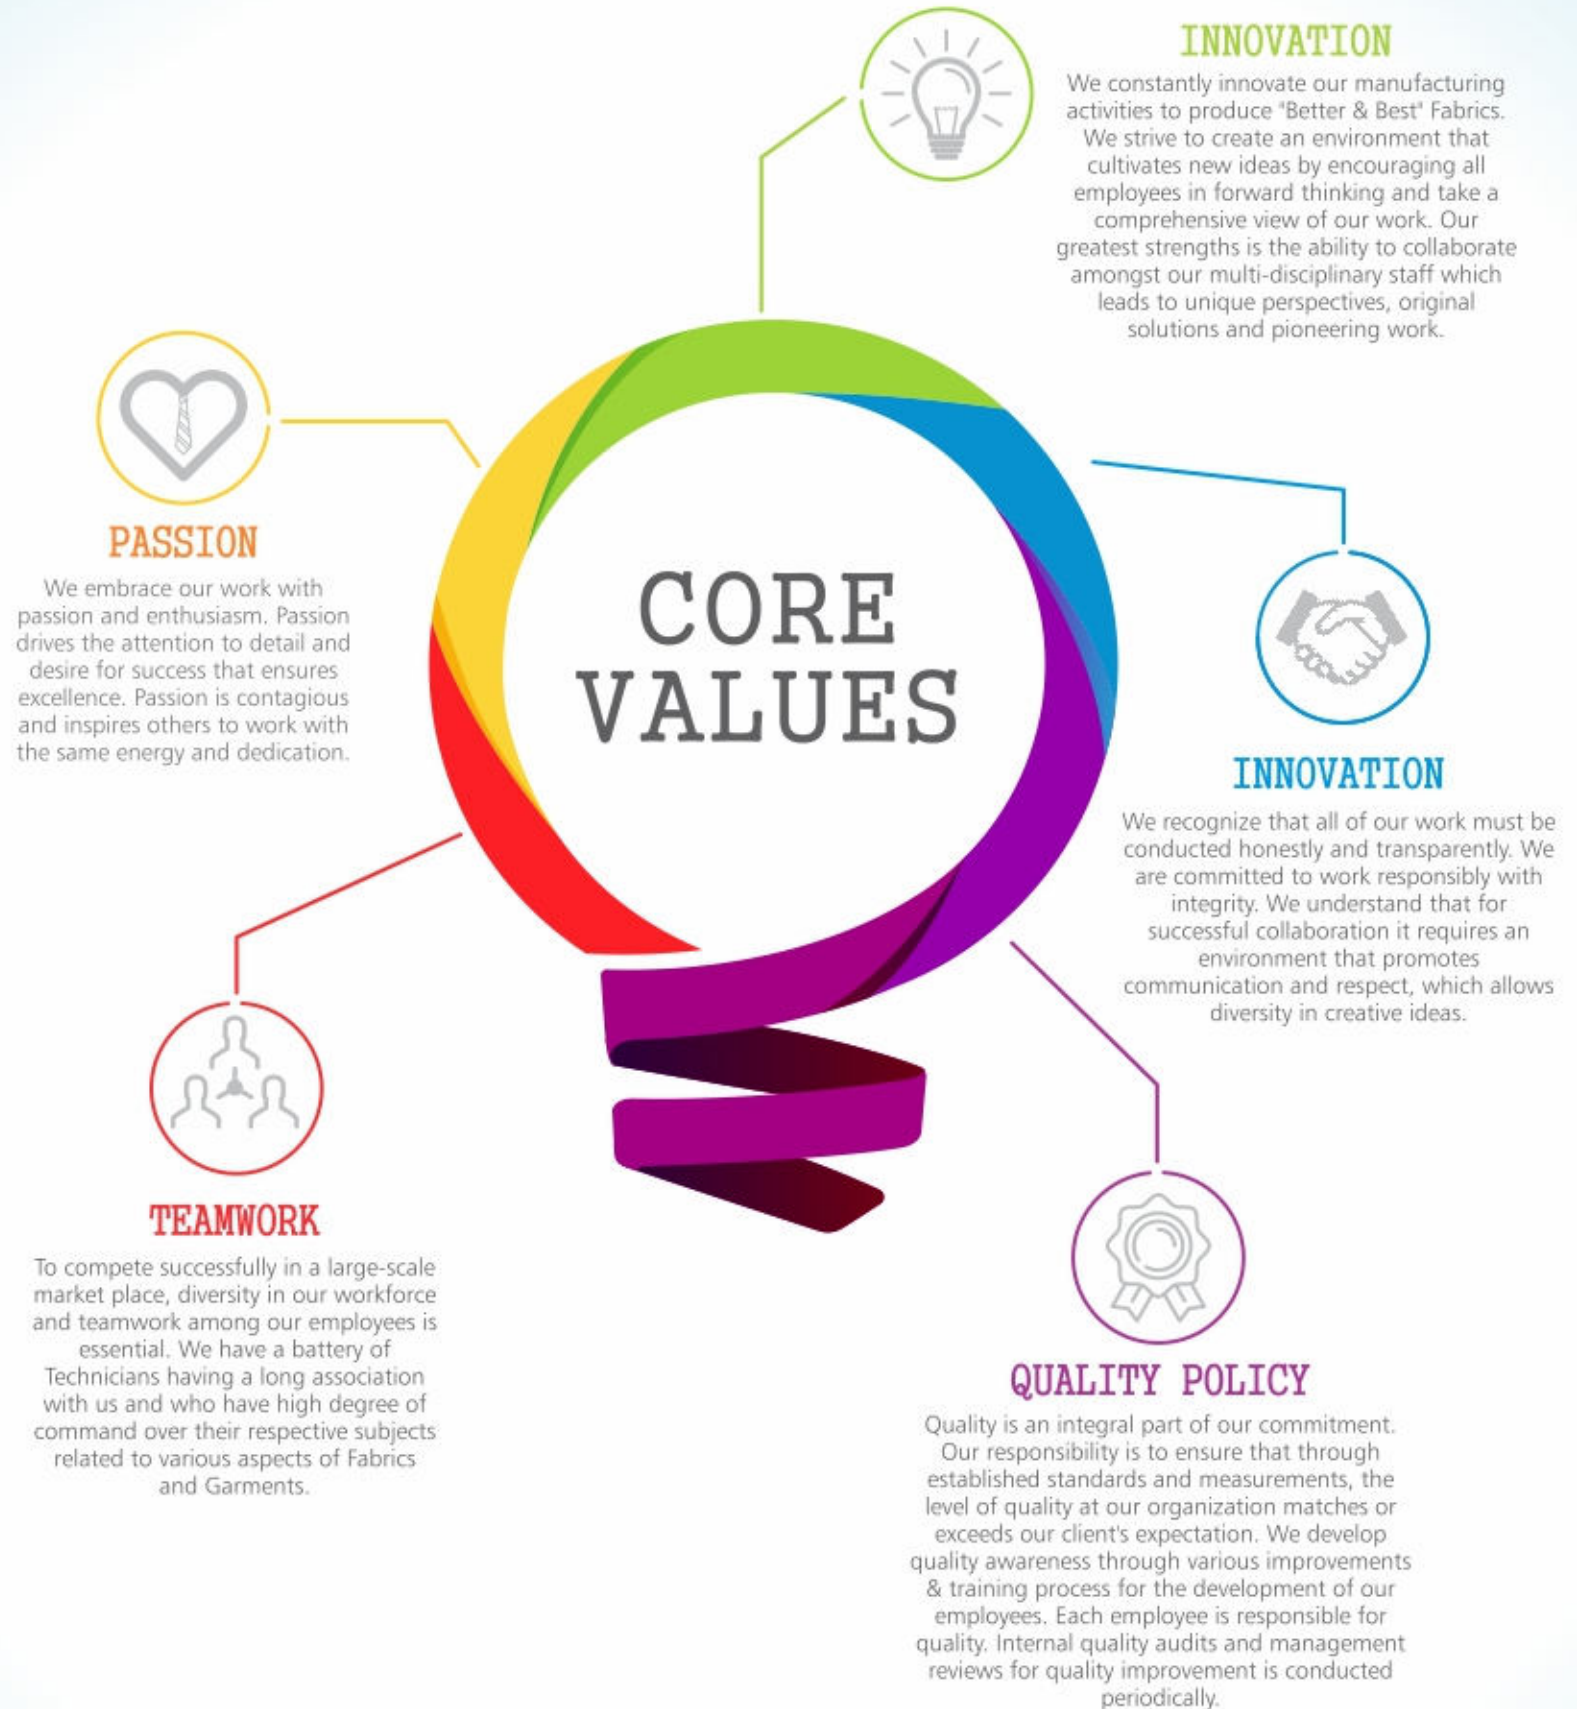 INNOVATION
We constantly innovate our manufacturing
activities to produce "Better & Best" Fabrics.
We strive to create an environment that
cultivates new ideas by encouraging all
employees in forward thinking and take a
comprehensive view of our work. Our
greatest strengths is the ability to collaborate
amongst our multi-disciplinary staff which
leads to unique perspectives, original
solutions and pioneering work.
PASSION
We embrace our work with
passion and enthusiasm. Passion
drives the attention to detail and
desire for success that ensures
excellence. Passion is contagious
and inspires others to work with
the same energy and dedication.
CORE
VALUES
INNOVATION
We recognize that all of our work must be
conducted honestly and transparently. We
are committed to work responsibly with
integrity. We understand that for
successful collaboration it requires an
environment that promotes
communication and respect, which allows
diversity in creative ideas.
TEAMWORK
To compete successfully in a large-scale
market place, diversity in our workforce
and teamwork among our employees is
essential. We have a battery of
Technicians having a long association
with us and who have high degree of
command over their respective subjects
related to various aspects of Fabrics
and Garments.
QUALITY POLICY
Quality is an integral part of our commitment.
Our responsibility is to ensure that through
established standards and measurements, the
level of quality at our organization matches or
exceeds our client's expectation. We develop
quality awareness through various improvements
& training process for the development of our
employees. Each employee is responsible for
quality. Internal quality audits and management
reviews for quality improvement is conducted
periodically.